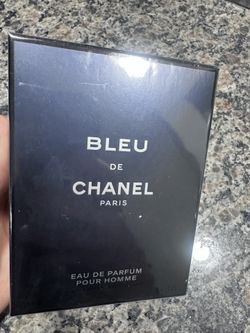 BLEU
DE
CHANEL
PARIS
EAU DE PARFUM
POUR HOMME